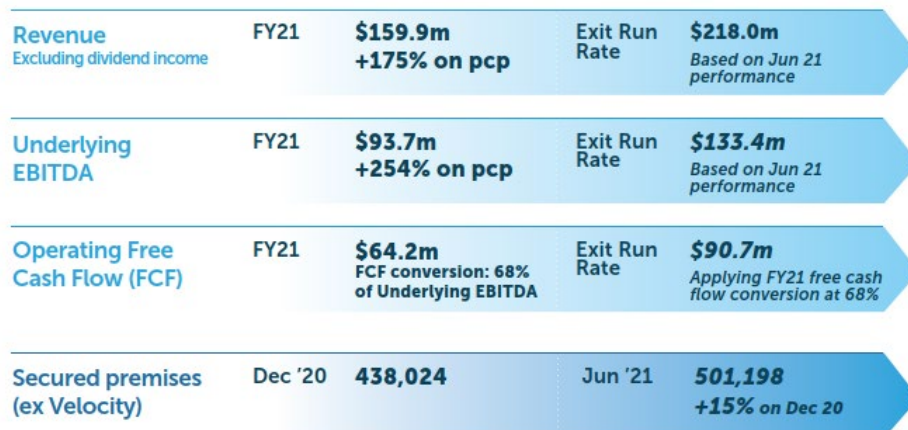 Revenue
Excluding dividend income
FY21
$159.9m
+175% on pcp
Exit Run
Rate
$218.0m
Based on Jun 21
performance
Underlying
EBITDA
FY21
$93.7m
+254% on pcp
Exit Run
Rate
$133.4m
Based on Jun 21
performance
Operating Free
Cash Flow (FCF)
FY21
$64.2m
FCF conversion: 68%
of Underlying EBITDA
Exit Run
Rate
$90.7m
Applying FY21 free cash
flow conversion at 68%
Secured premises
(ex Velocity)
Dec '20
438,024
Jun '21
501,198
+15% on Dec 20